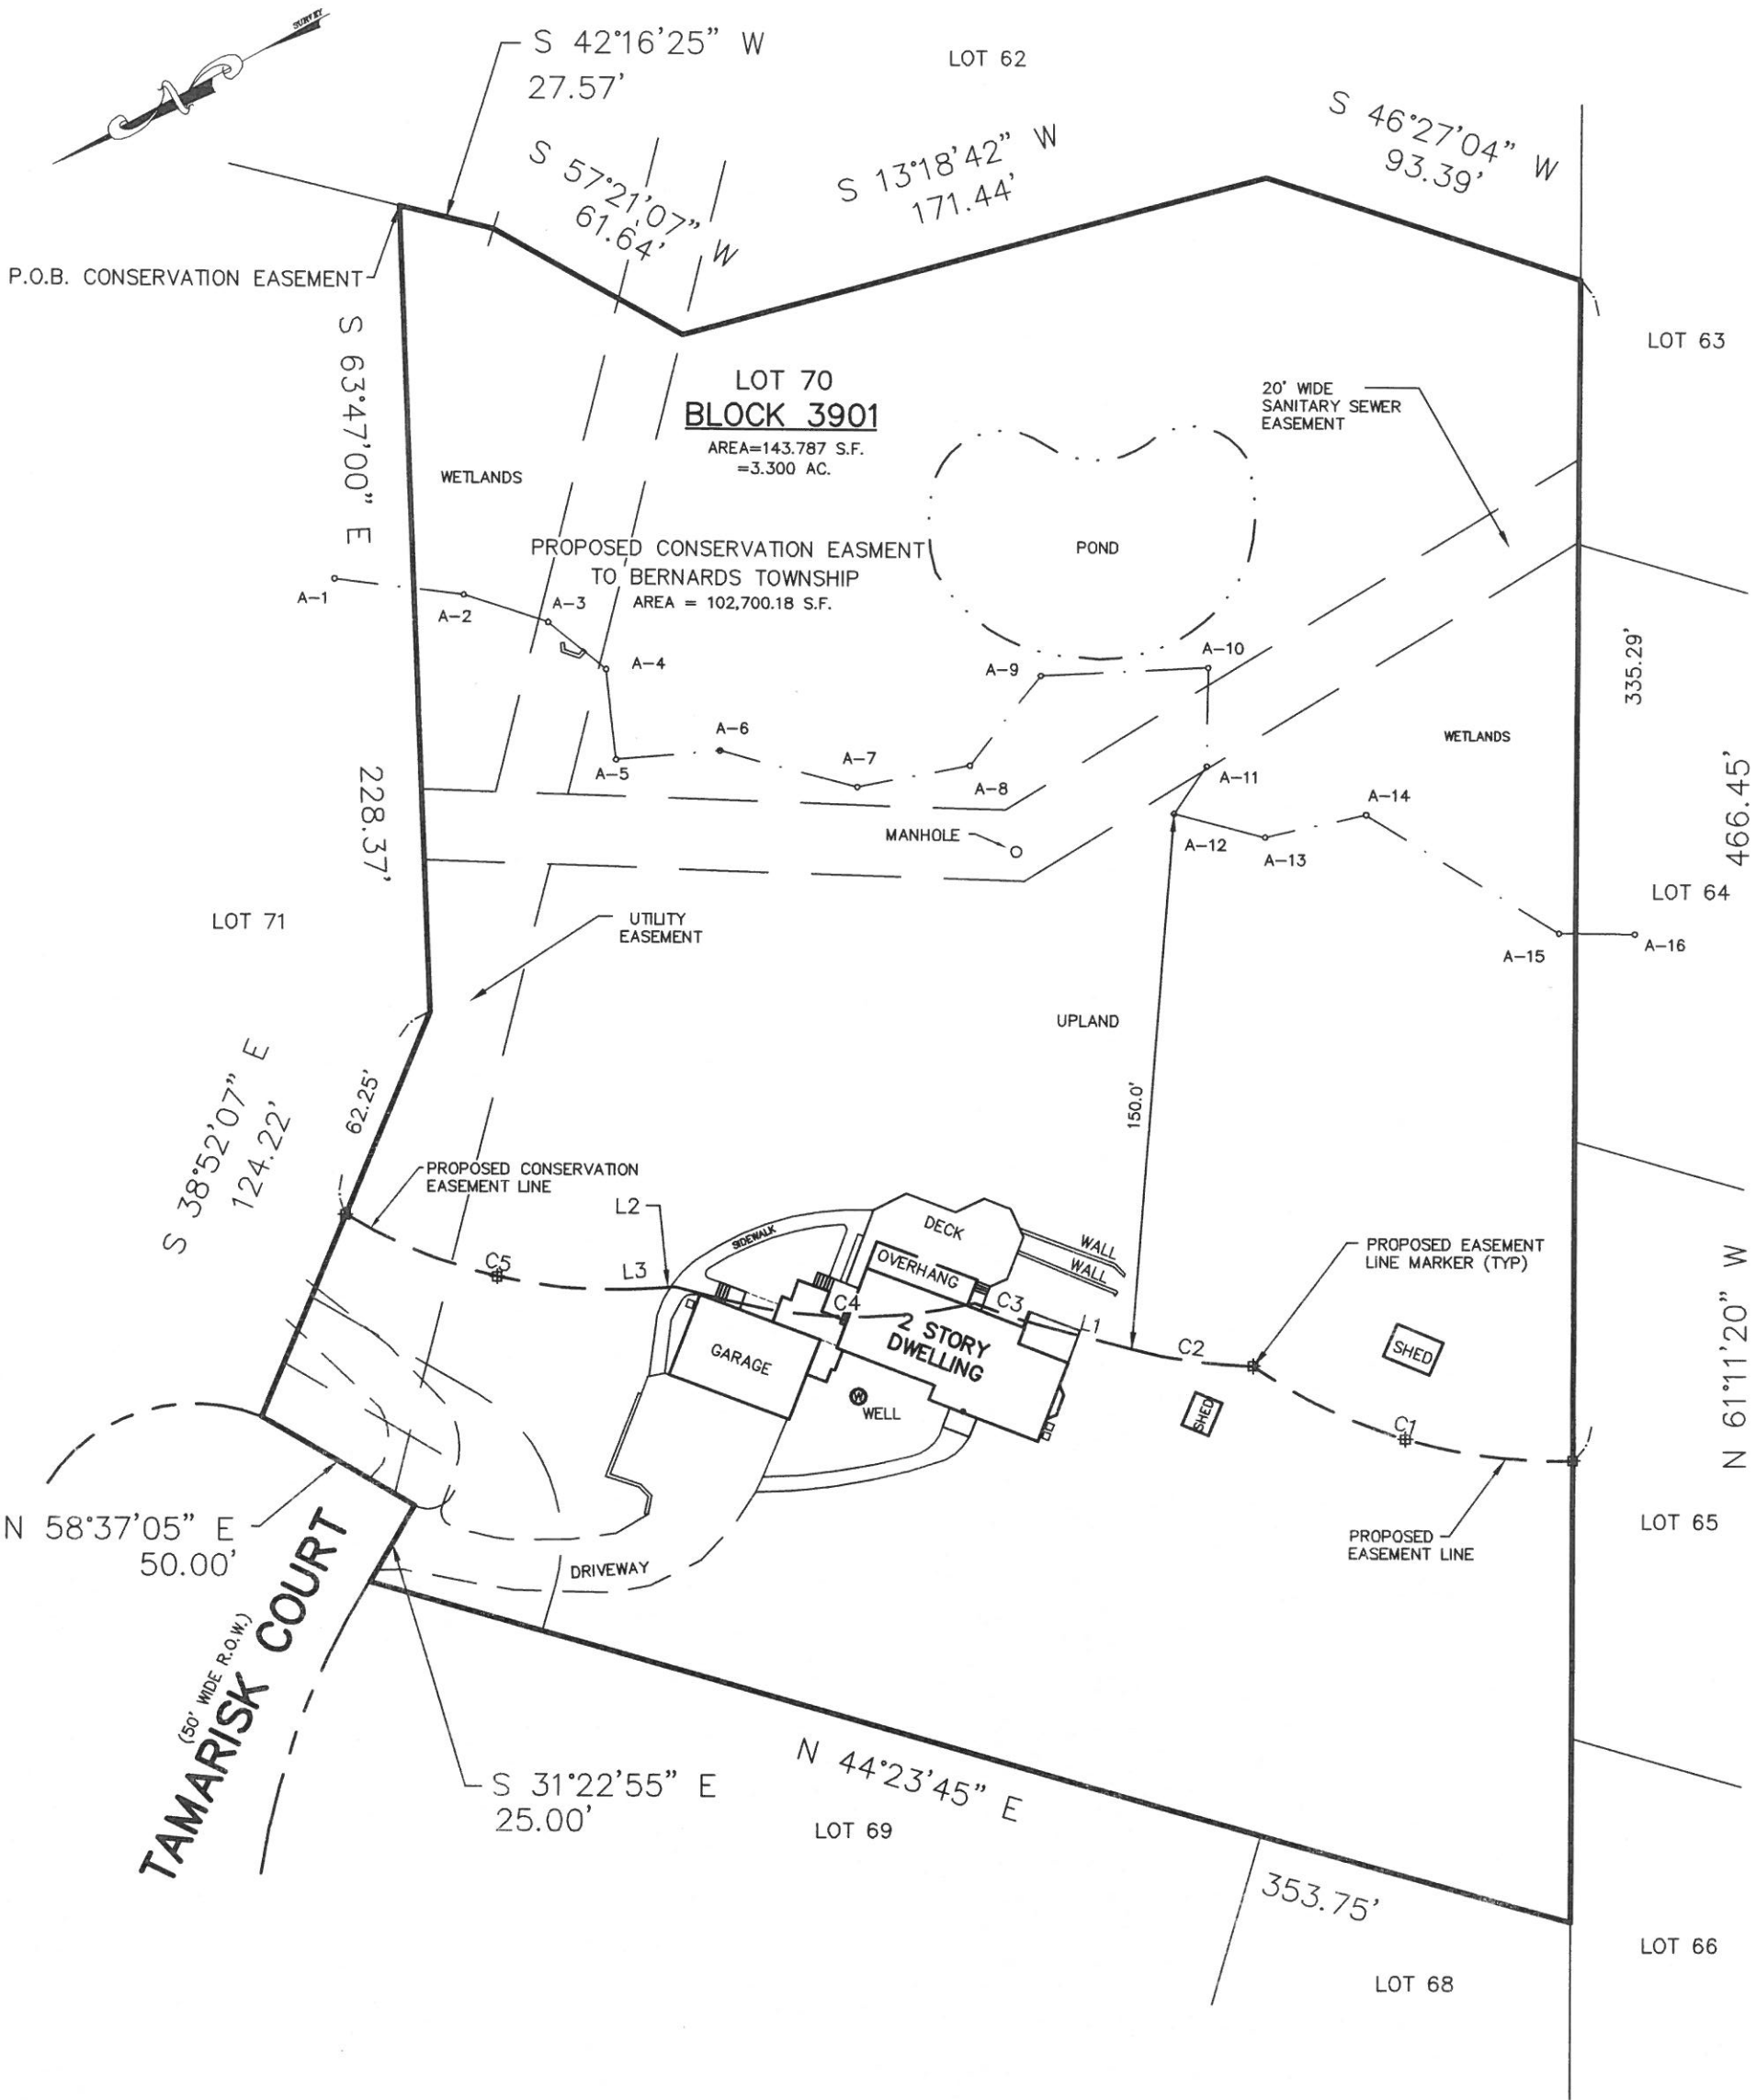 SURVEY
N
S 42°16'25" W
27.57'
LOT 62
S 57°21'07" W
61.64'
S 13°18'42" W
171.44'
S 46°27'04" W
93.39'
P.O.B. CONSERVATION EASEMENT
S 63°47'00" E
228.37'
LOT 63
LOT 70
BLOCK 3901
AREA=143.787 S.F.
=3.300 AC.
20' WIDE
SANITARY SEWER
EASEMENT
WETLANDS
PROPOSED CONSERVATION EASMENT
TO BERNARDS TOWNSHIP
AREA = 102,700.18 S.F.
POND
A-1
A-2
A-3
A-4
A-5
A-6
A-7
A-8
A-9
A-10
A-11
A-12
A-13
A-14
A-15
A-16
335.29'
WETLANDS
466.45'
N 61°11'20" W
MANHOLE
LOT 64
LOT 71
UTILITY
EASEMENT
UPLAND
150.0'
S 38°52'07" E
124.22'
62.25'
PROPOSED CONSERVATION
EASEMENT LINE
L2
SIDEWALK
DECK
WALL
WALL
OVERHANG
PROPOSED EASEMENT
LINE MARKER (TYP)
C5
L3
C4
C3
L1
C2
SHED
SHED
C1
2 STORY
DWELLING
GARAGE
W
WELL
N 58°37'05" E
50.00'
DRIVEWAY
PROPOSED
EASEMENT LINE
LOT 65
(50' WIDE R.O.W.)
TAMARISK COURT
S 31°22'55" E
25.00'
N 44°23'45" E
353.75'
LOT 69
LOT 68
LOT 66